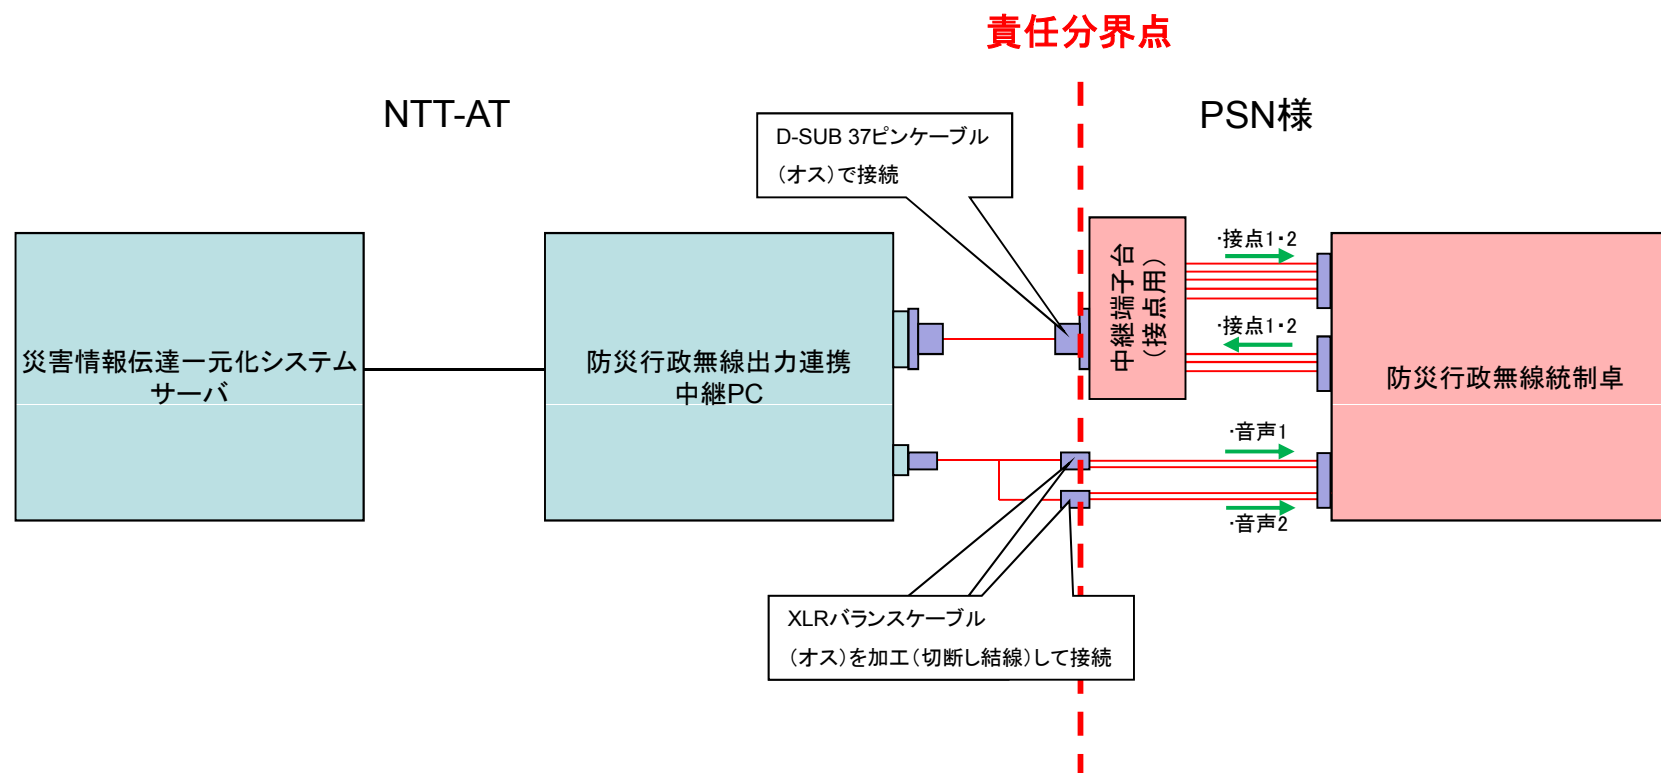 責任分界点
NTT-AT
PSN様
D-SUB 37ピンケーブル
（オス）で接続
災害情報伝達一元化システム
サーバ
防災行政無線出力連携
中継PC
中継端子台
（接点用）
・接点1・2
・接点1・2
・音声1
・音声2
防災行政無線統制卓
XLRバランスケーブル
（オス）を加工（切断し結線）して接続